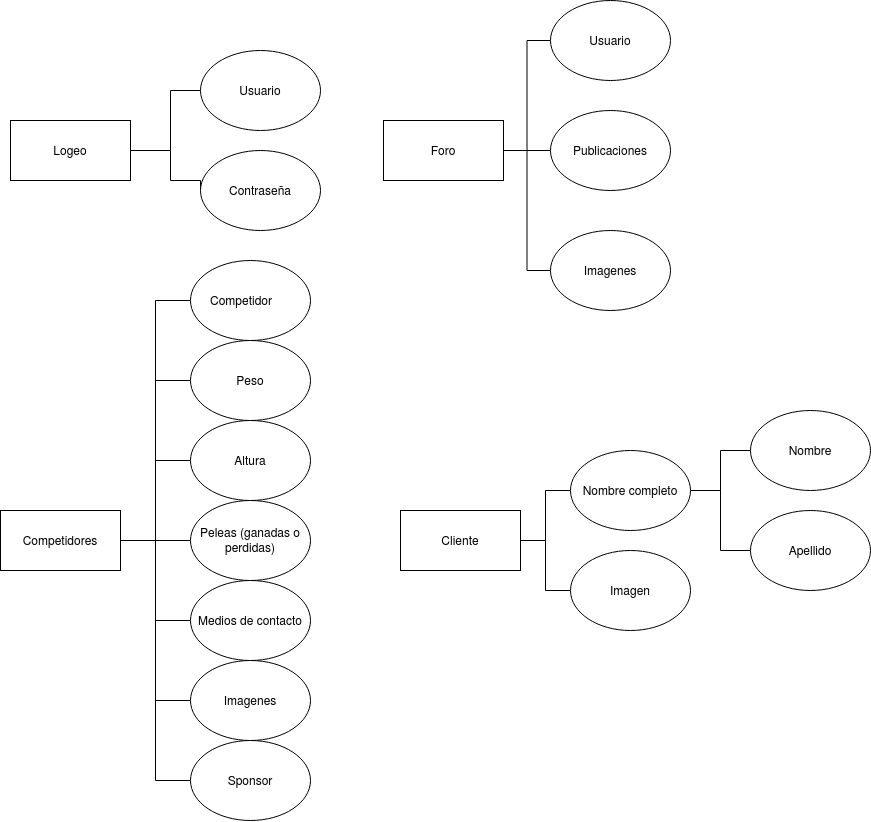 Logeo
Usuario
Contraseña
Foro
Usuario
Publicaciones
Imagenes
Competidores
Competidor
Peso
Altura
Peleas (ganadas o
perdidas)
Medios de contacto
Imagenes
Sponsor
Cliente
Nombre completo
Imagen
Nombre
Apellido